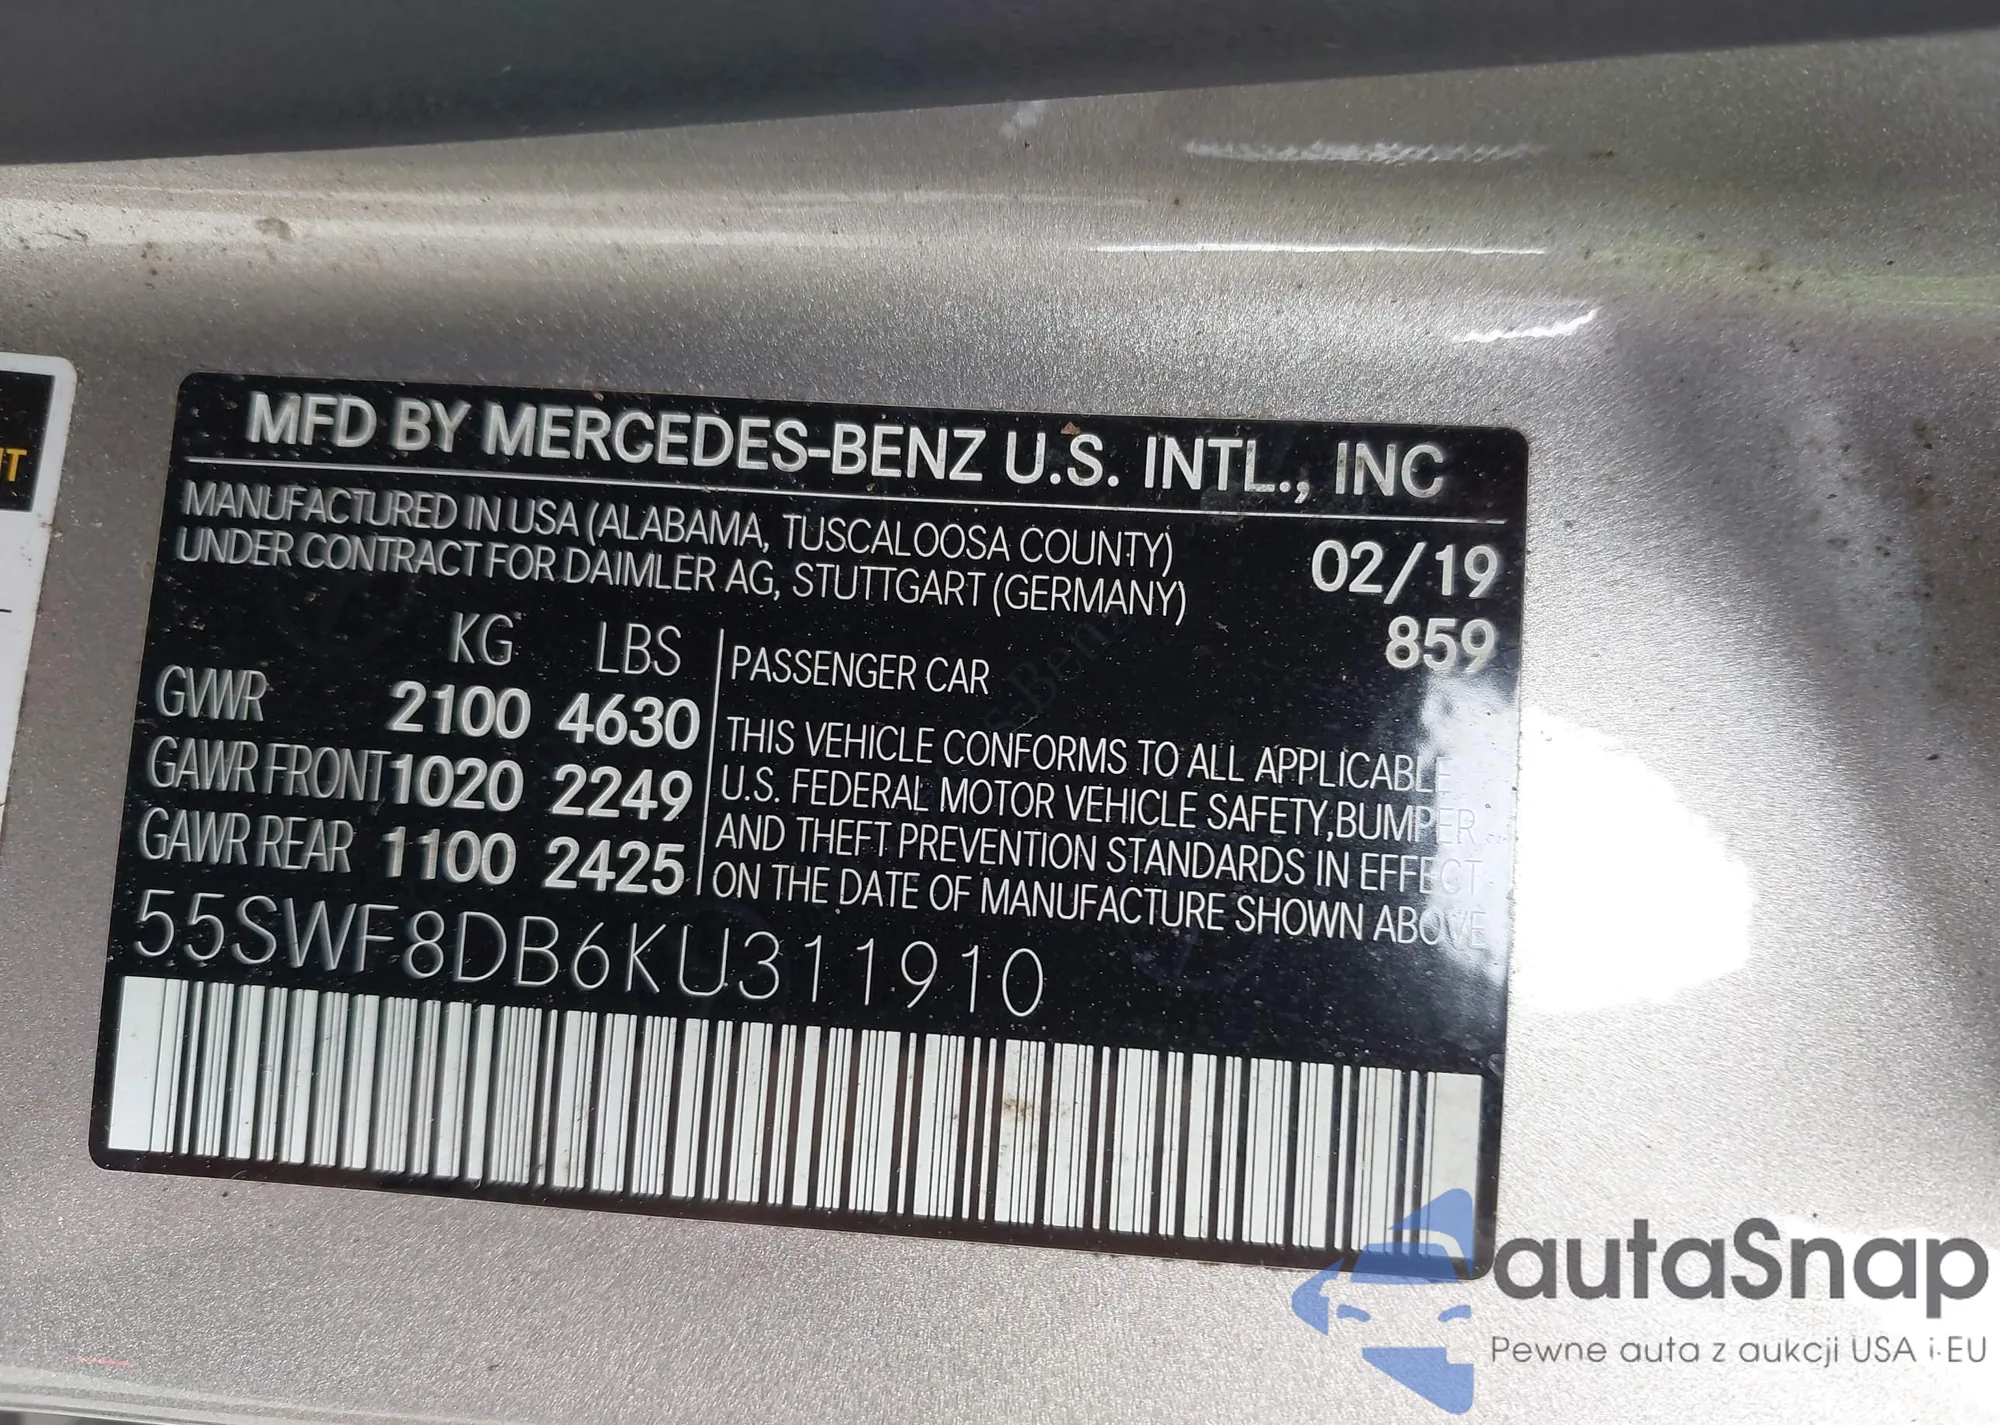 MFD BY MERCEDES-BENZ U.S. INTL., INC
MANUFACTURED IN USA (ALABAMA, TUSCALOOSA COUNTY)
UNDER CONTRACT FOR DAIMLER AG, STUTTGART (GERMANY)
02/19
859
KG LBS
GVWR 2100 4630
GAWR FRONT 1020 2249
GAWR REAR 1100 2425
PASSENGER CAR
THIS VEHICLE CONFORMS TO ALL APPLICABLE
U.S. FEDERAL MOTOR VEHICLE SAFETY,BUMPER
AND THEFT PREVENTION STANDARDS IN EFFECT
ON THE DATE OF MANUFACTURE SHOWN ABOVE
55SWF8DB6KU311910
autaSnap
Pewne auta z aukcji USA i EU